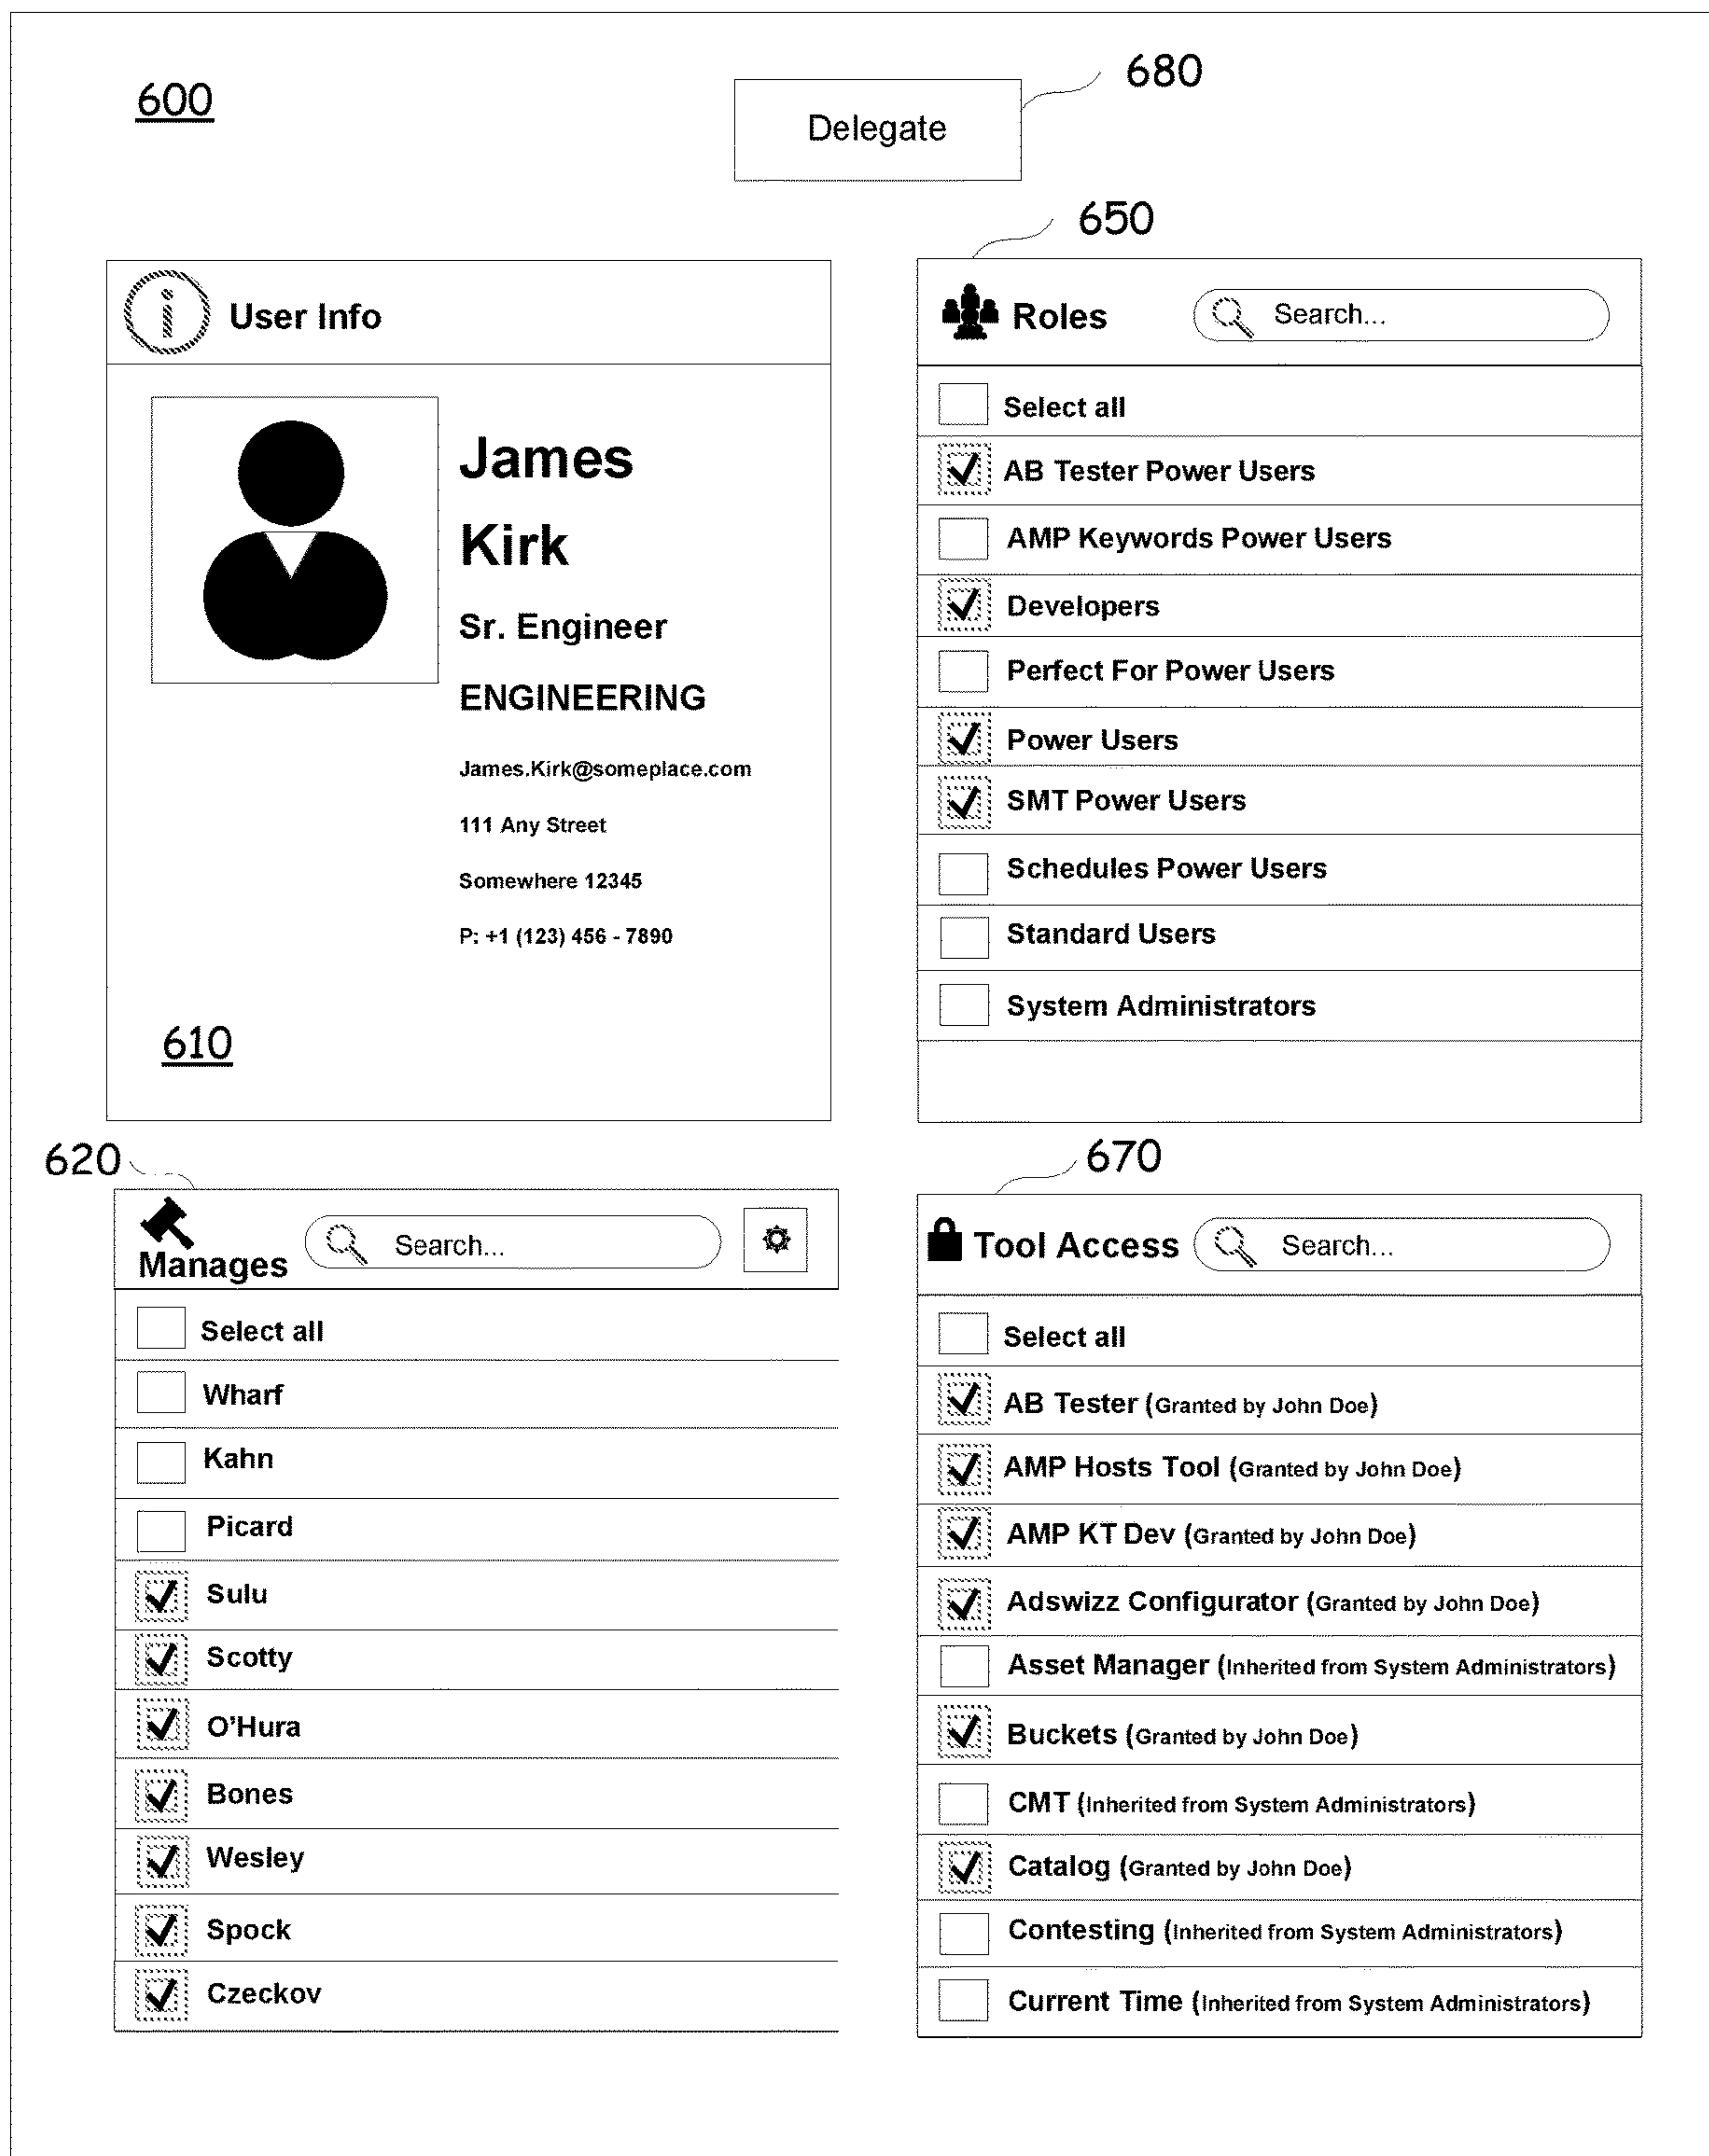 600
680
Delegate
650
User Info
James
Kirk
Sr. Engineer
ENGINEERING
James.Kirk@someplace.com
111 Any Street
Somewhere 12345
P: +1 (123) 456 - 7890
610
Roles
Search...
Select all
AB Tester Power Users
AMP Keywords Power Users
Developers
Perfect For Power Users
Power Users
SMT Power Users
Schedules Power Users
Standard Users
System Administrators
620
Manages
Search...
Select all
Wharf
Kahn
Picard
Sulu
Scotty
O'Hura
Bones
Wesley
Spock
Czeckov
670
Tool Access
Search...
Select all
AB Tester (Granted by John Doe)
AMP Hosts Tool (Granted by John Doe)
AMP KT Dev (Granted by John Doe)
Adswizz Configurator (Granted by John Doe)
Asset Manager (Inherited from System Administrators)
Buckets (Granted by John Doe)
CMT (Inherited from System Administrators)
Catalog (Granted by John Doe)
Contesting (Inherited from System Administrators)
Current Time (Inherited from System Administrators)